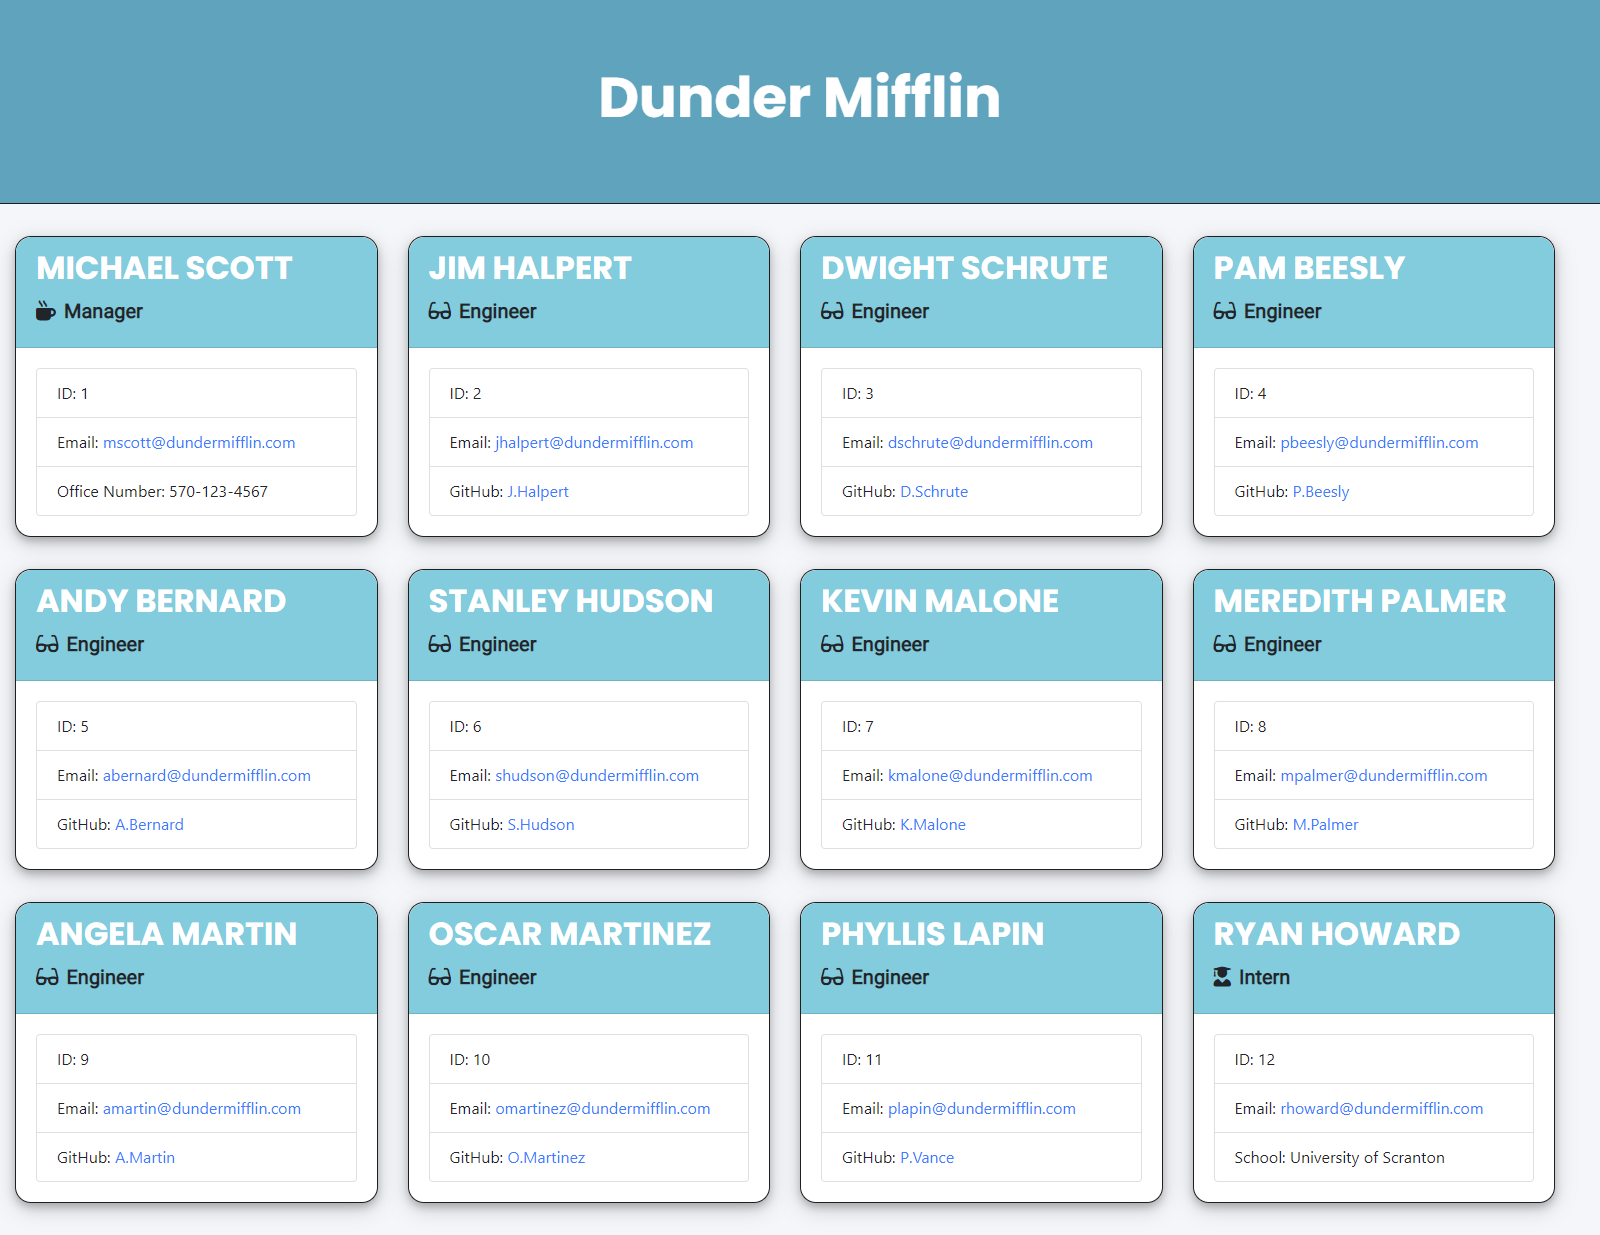 Dunder Mifflin
MICHAEL SCOTT
Manager
ID: 1
Email: mscott@dundermifflin.com
Office Number: 570-123-4567
JIM HALPERT
Engineer
ID: 2
Email: jhalpert@dundermifflin.com
GitHub: J.Halpert
DWIGHT SCHRUTE
Engineer
ID: 3
Email: dschrute@dundermifflin.com
GitHub: D.Schrute
PAM BEESLY
Engineer
ID: 4
Email: pbeesly@dundermifflin.com
GitHub: P.Beesly
ANDY BERNARD
Engineer
ID: 5
Email: abernard@dundermifflin.com
GitHub: A.Bernard
STANLEY HUDSON
Engineer
ID: 6
Email: shudson@dundermifflin.com
GitHub: S.Hudson
KEVIN MALONE
Engineer
ID: 7
Email: kmalone@dundermifflin.com
GitHub: K.Malone
MEREDITH PALMER
Engineer
ID: 8
Email: mpalmer@dundermifflin.com
GitHub: M.Palmer
ANGELA MARTIN
Engineer
ID: 9
Email: amartin@dundermifflin.com
GitHub: A.Martin
OSCAR MARTINEZ
Engineer
ID: 10
Email: omartinez@dundermifflin.com
GitHub: O.Martinez
PHYLLIS LAPIN
Engineer
ID: 11
Email: plapin@dundermifflin.com
GitHub: P.Vance
RYAN HOWARD
Intern
ID: 12
Email: rhoward@dundermifflin.com
School: University of Scranton